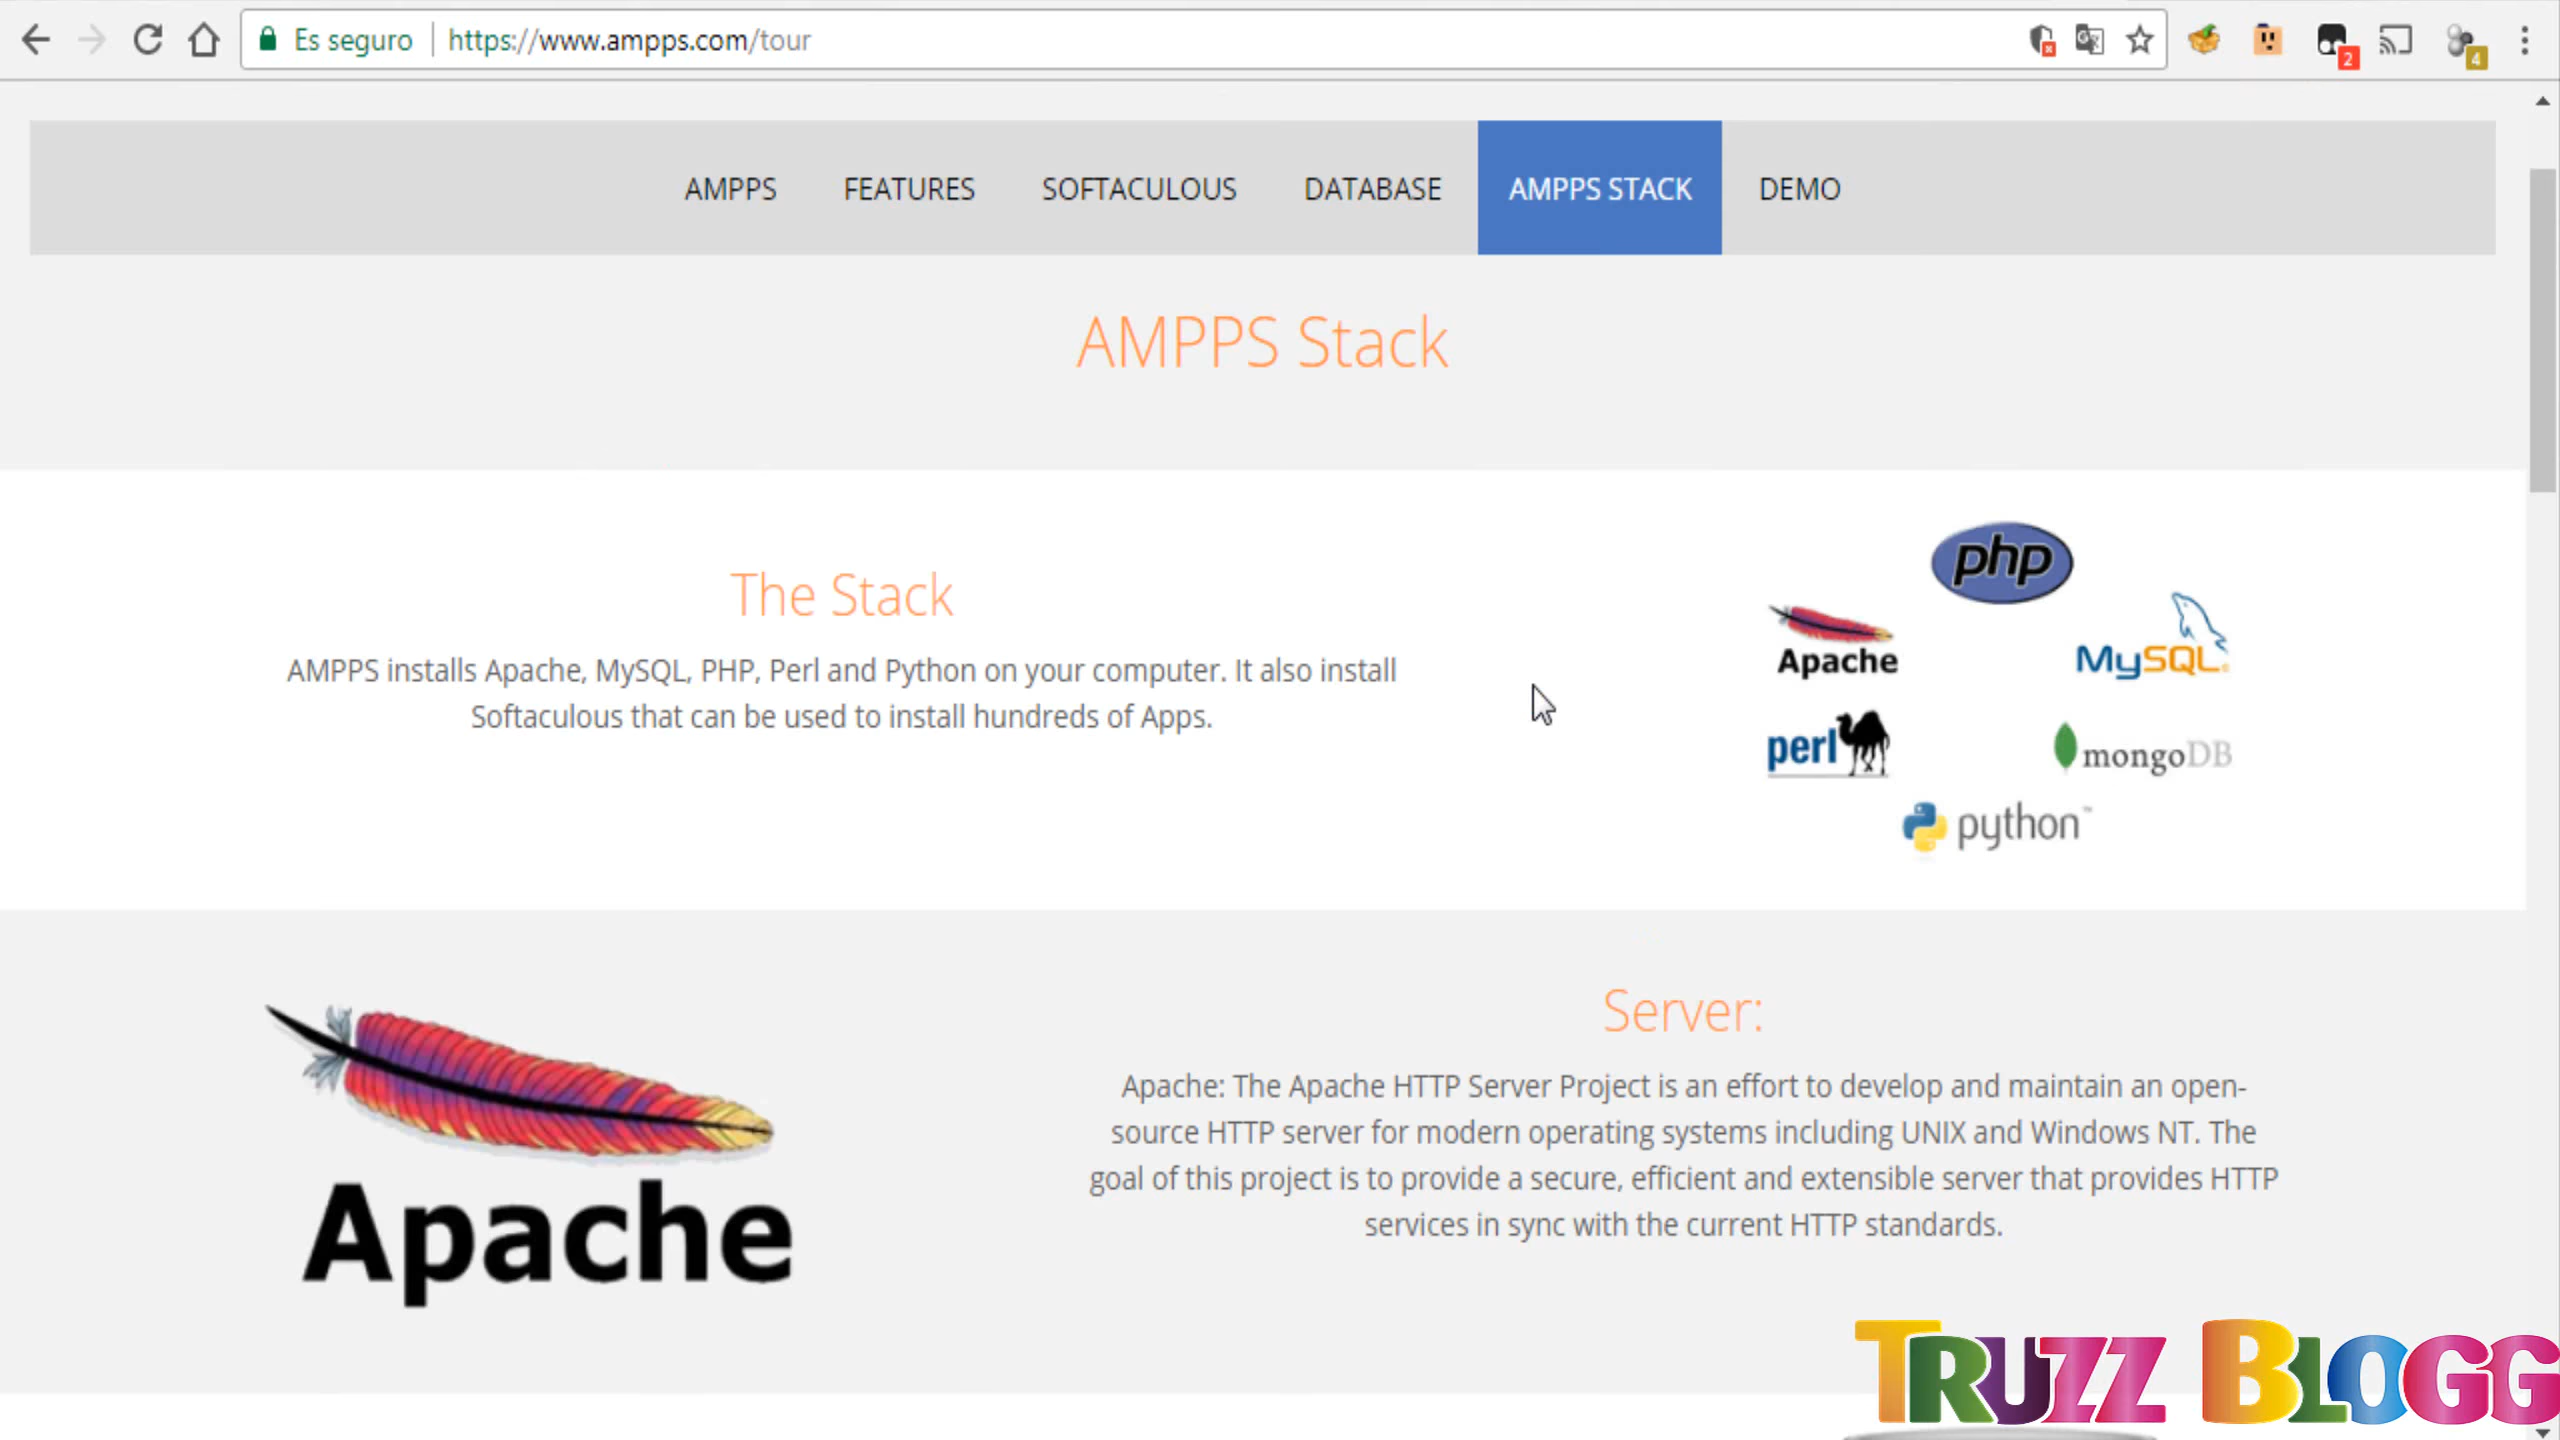 Es seguro https://www.ampps.com/tour
2
4
AMPPS FEATURES SOFTACULOUS DATABASE AMPPS STACK DEMO
AMPPS Stack
The Stack
AMPPS installs Apache, MySQL, PHP, Perl and Python on your computer. It also install
Softaculous that can be used to install hundreds of Apps.
php
Apache
MySQL
perl
mongoDB
python™
Apache
Server:
Apache: The Apache HTTP Server Project is an effort to develop and maintain an open-
source HTTP server for modern operating systems including UNIX and Windows NT. The
goal of this project is to provide a secure, efficient and extensible server that provides HTTP
services in sync with the current HTTP standards.
TRUZZ BLOGG